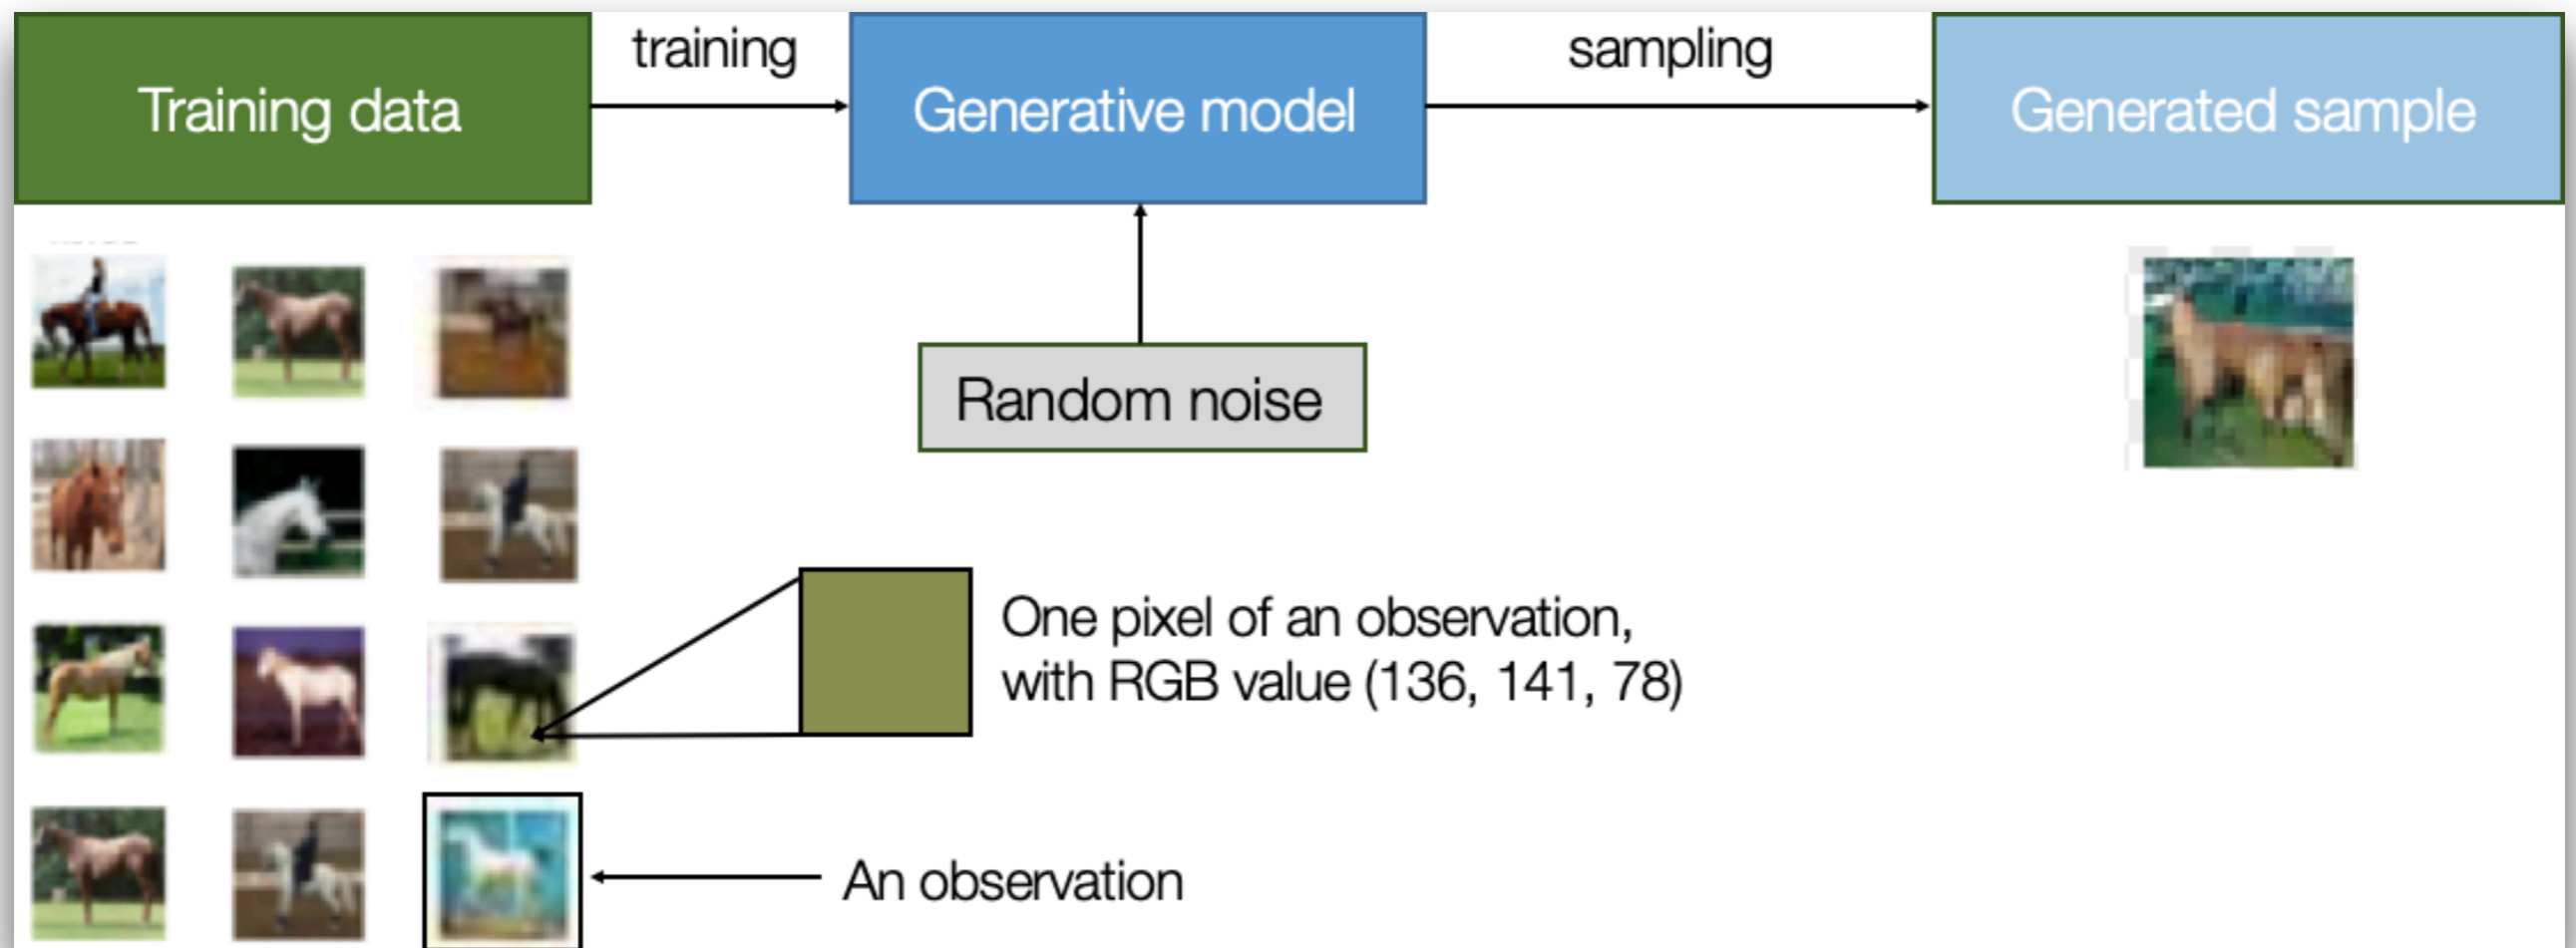 Training data
training
Generative model
sampling
Generated sample
Random noise
One pixel of an observation,
with RGB value (136, 141, 78)
An observation